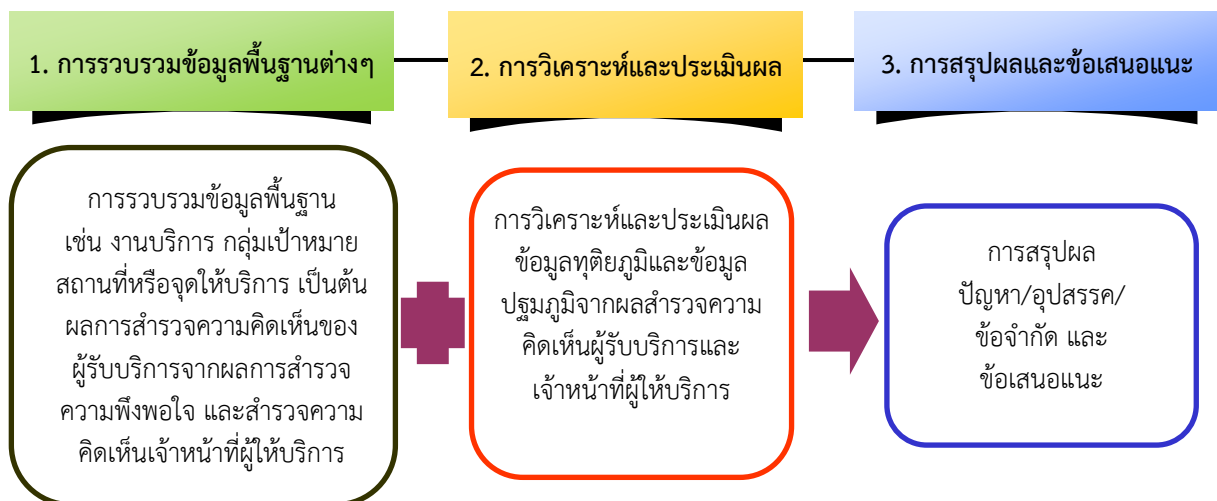 1. การรวบรวมข้อมูลพื้นฐานต่างๆ
2. การวิเคราะห์และประเมินผล
3. การสรุปผลและข้อเสนอแนะ
การรวบรวมข้อมูลพื้นฐาน
เช่น งานบริการ กลุ่มเป้าหมาย
สถานที่หรือจุดให้บริการ เป็นต้น
ผลการสำรวจความคิดเห็นของ
ผู้รับบริการจากผลการสำรวจ
ความพึงพอใจ และสำรวจความ
คิดเห็นเจ้าหน้าที่ผู้ให้บริการ
การวิเคราะห์และประเมินผล
ข้อมูลทุติยภูมิและข้อมูล
ปฐมภูมิจากผลสำรวจความ
คิดเห็นผู้รับบริการและ
เจ้าหน้าที่ผู้ให้บริการ
การสรุปผล
ปัญหา/อุปสรรค/
ข้อจำกัด และ
ข้อเสนอแนะ